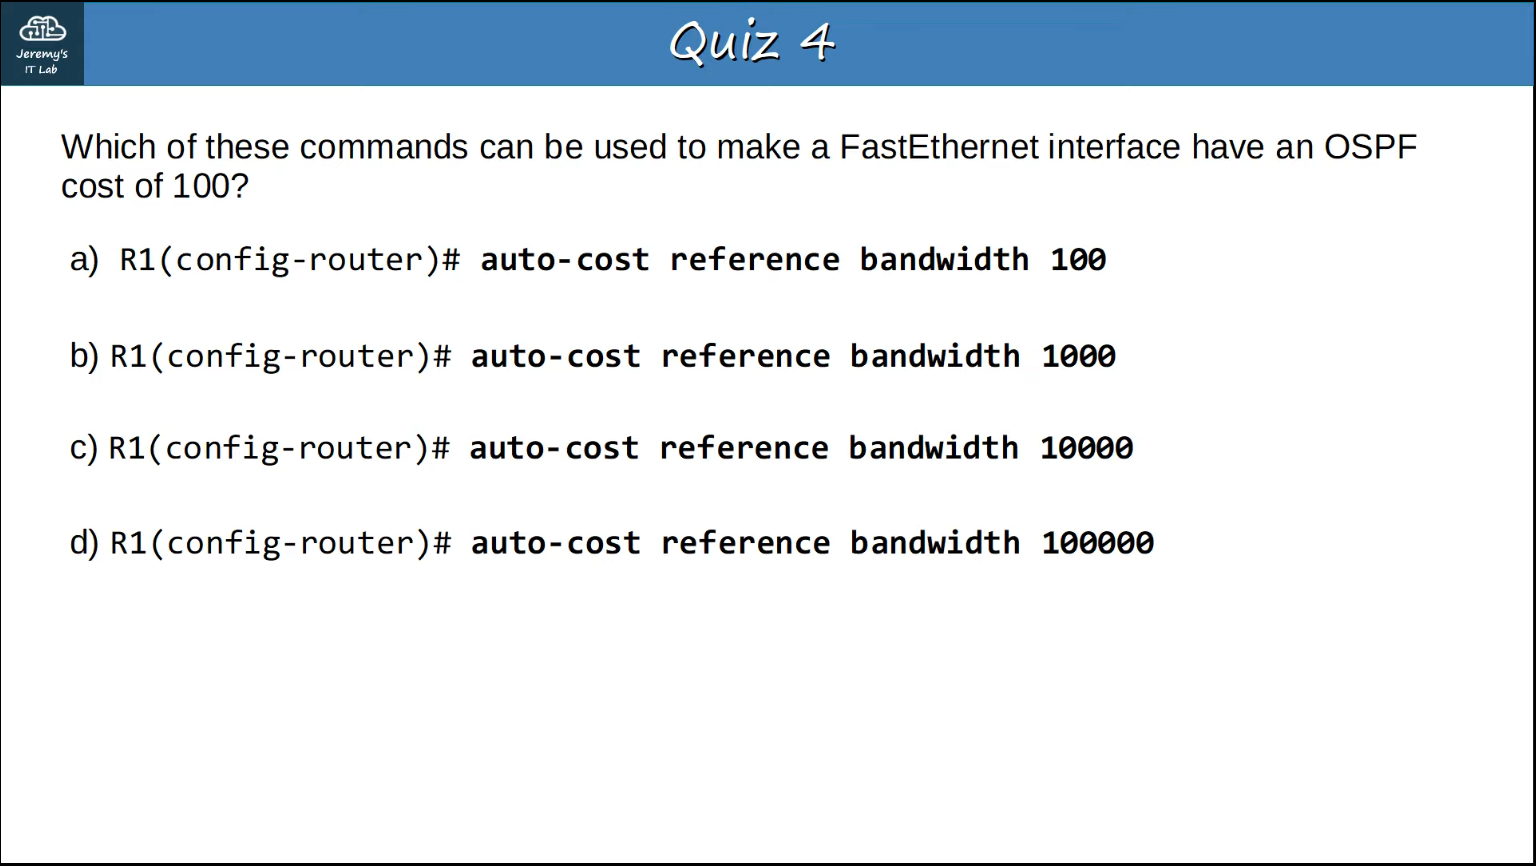 Jeremy's
IT Lab
Quiz 4
Which of these commands can be used to make a FastEthernet interface have an OSPF
cost of 100?
a) R1(config-router)# auto-cost reference bandwidth 100
b) R1(config-router)# auto-cost reference bandwidth 1000
c) R1(config-router)# auto-cost reference bandwidth 10000
d) R1(config-router)# auto-cost reference bandwidth 100000